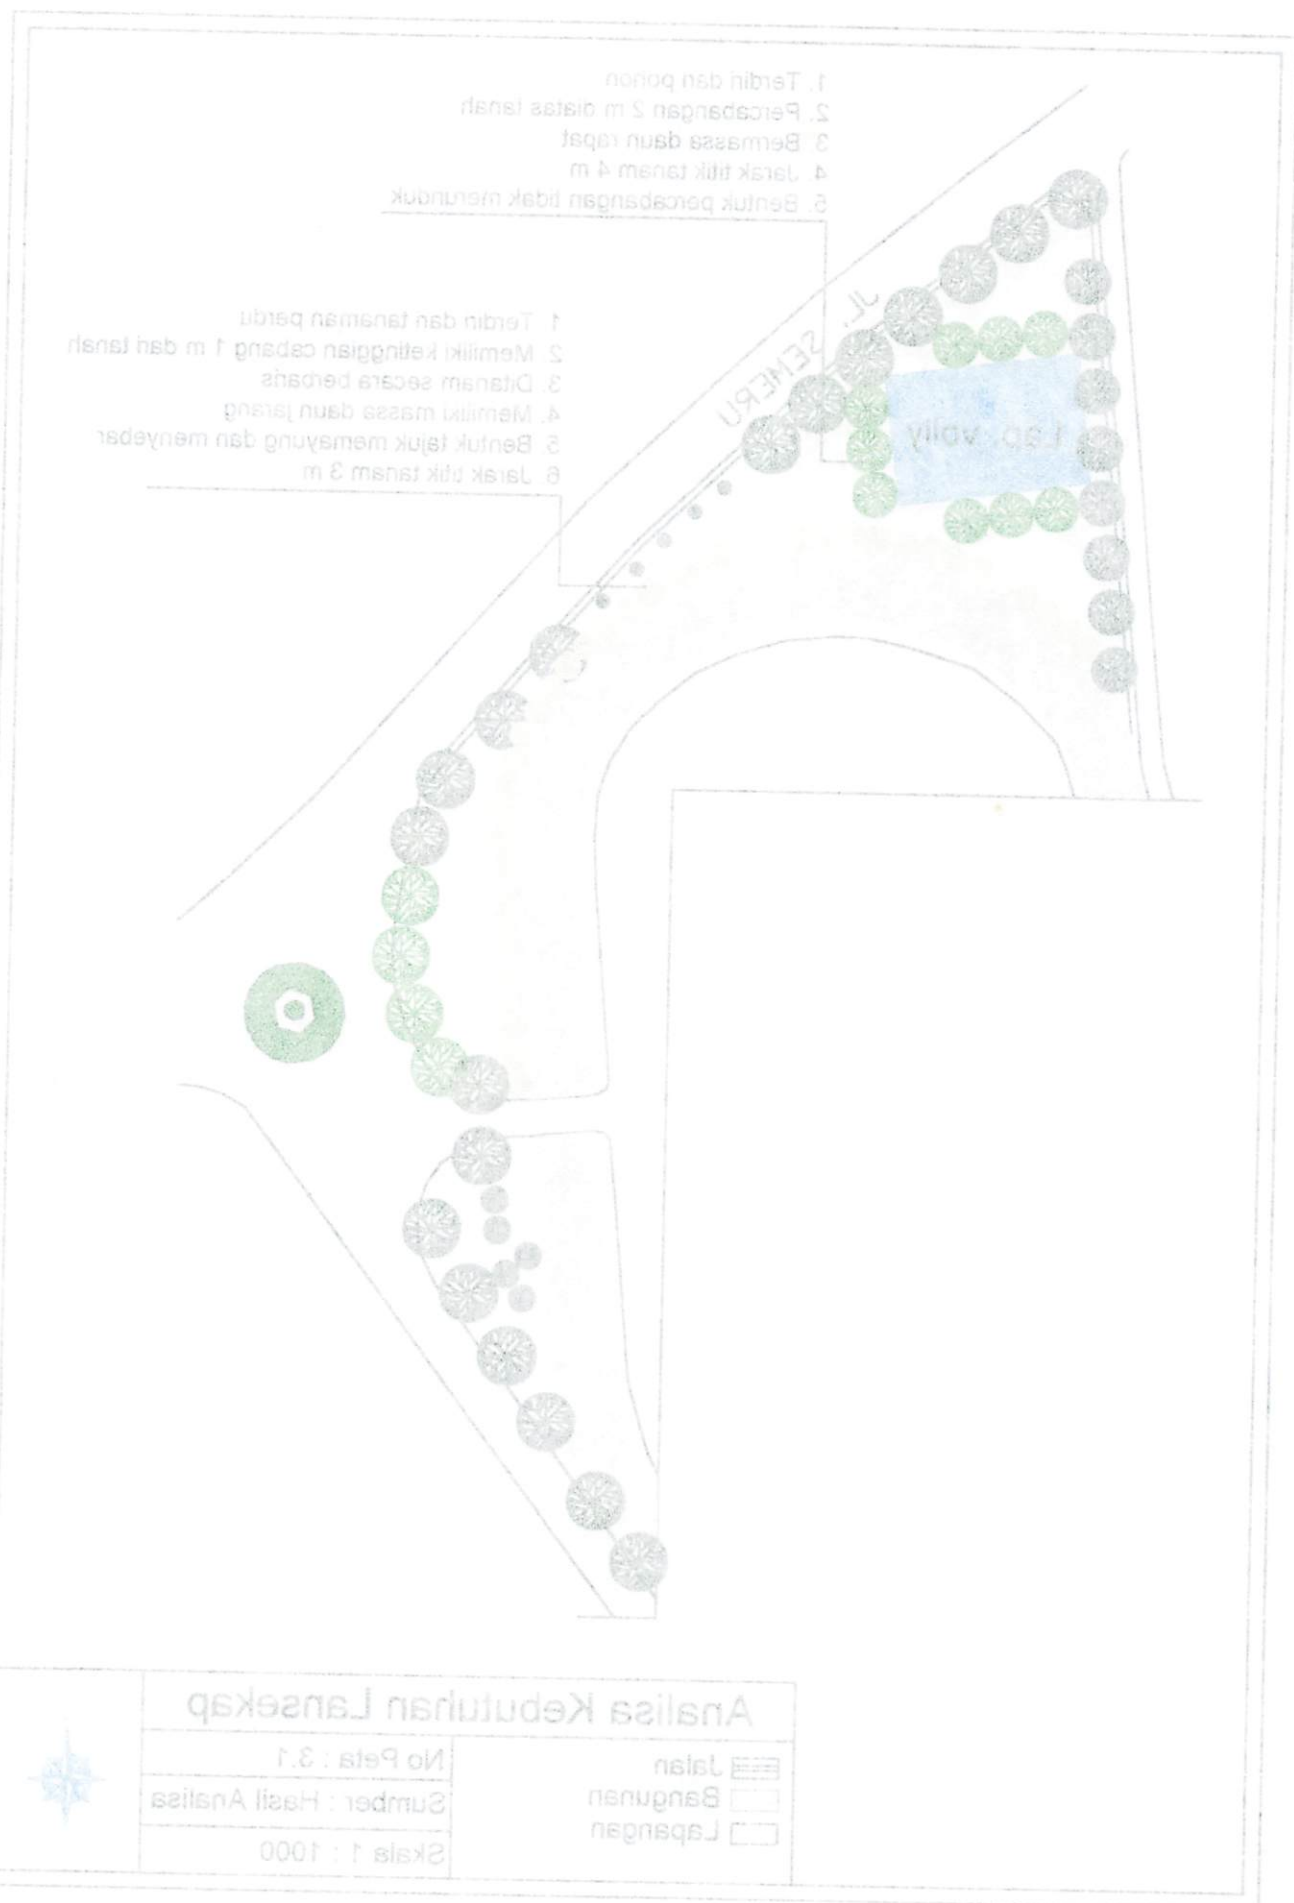 1. Terdiri dari pohon
2. Percabangan 2 m diatas tanah
3. Bermassa daun rapat
4. Jarak titik tanam 4 m
5. Bentuk percabangan tidak merunduk
1. Terdiri dari tanaman perdu
2. Memiliki ketinggian cabang 1 m dari tanah
3. Ditanam secara berbaris
4. Memiliki massa daun jarang
5. Bentuk tajuk memayung dan menyebar
6. Jarak titik tanam 3 m
JL. SEMERU
Lap. volly
Analisa Kebutuhan Lansekap
Jalan
Bangunan
Lapangan
No Peta : 3.1
Sumber : Hasil Analisa
Skala 1 : 1000